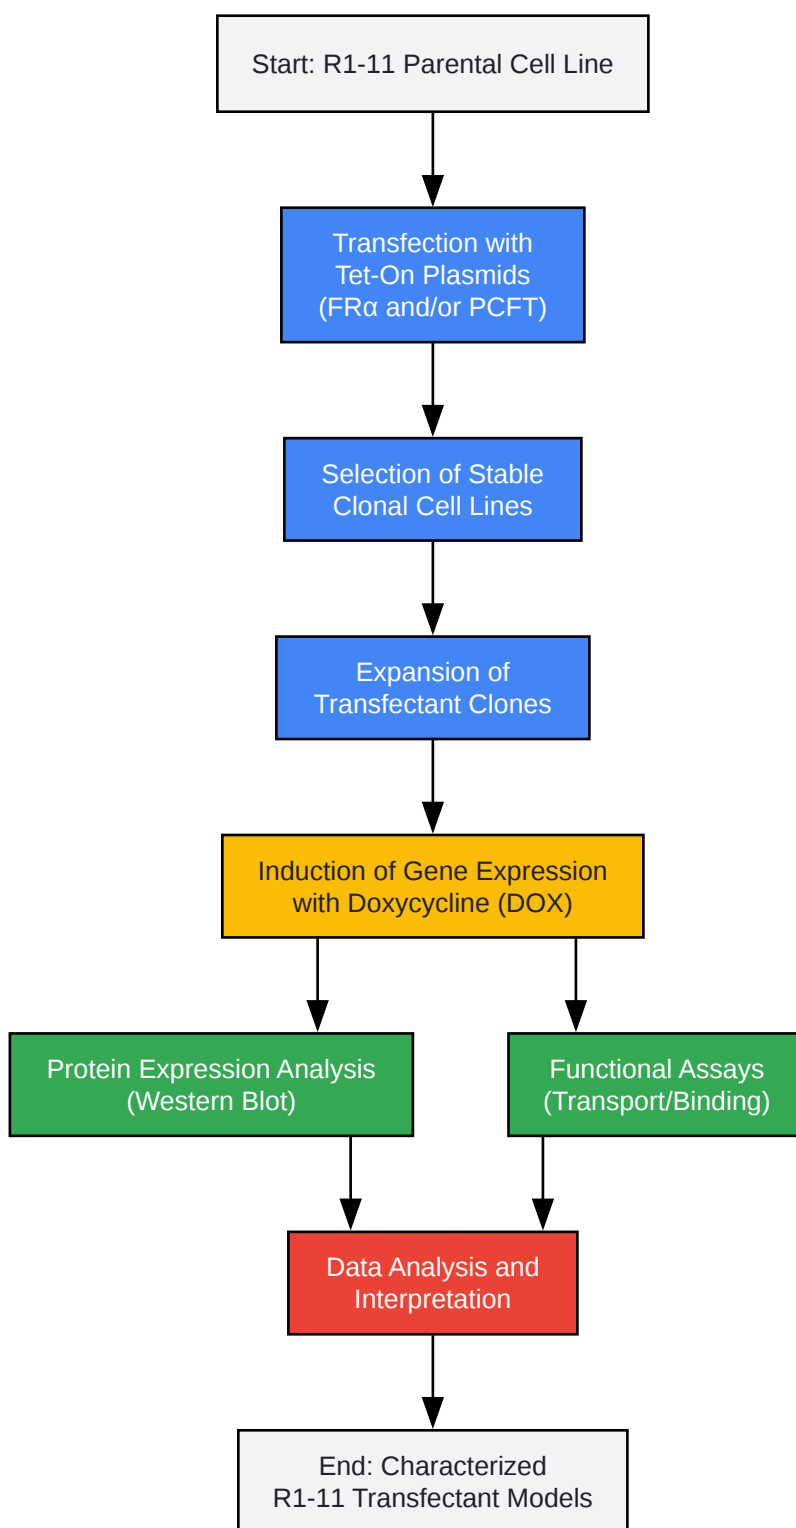 Start: R1-11 Parental Cell Line
Transfection with
Tet-On Plasmids
(FRα and/or PCFT)
Selection of Stable
Clonal Cell Lines
Expansion of
Transfectant Clones
Induction of Gene Expression
with Doxycycline (DOX)
Protein Expression Analysis
(Western Blot)
Functional Assays
(Transport/Binding)
Data Analysis and
Interpretation
End: Characterized
R1-11 Transfectant Models